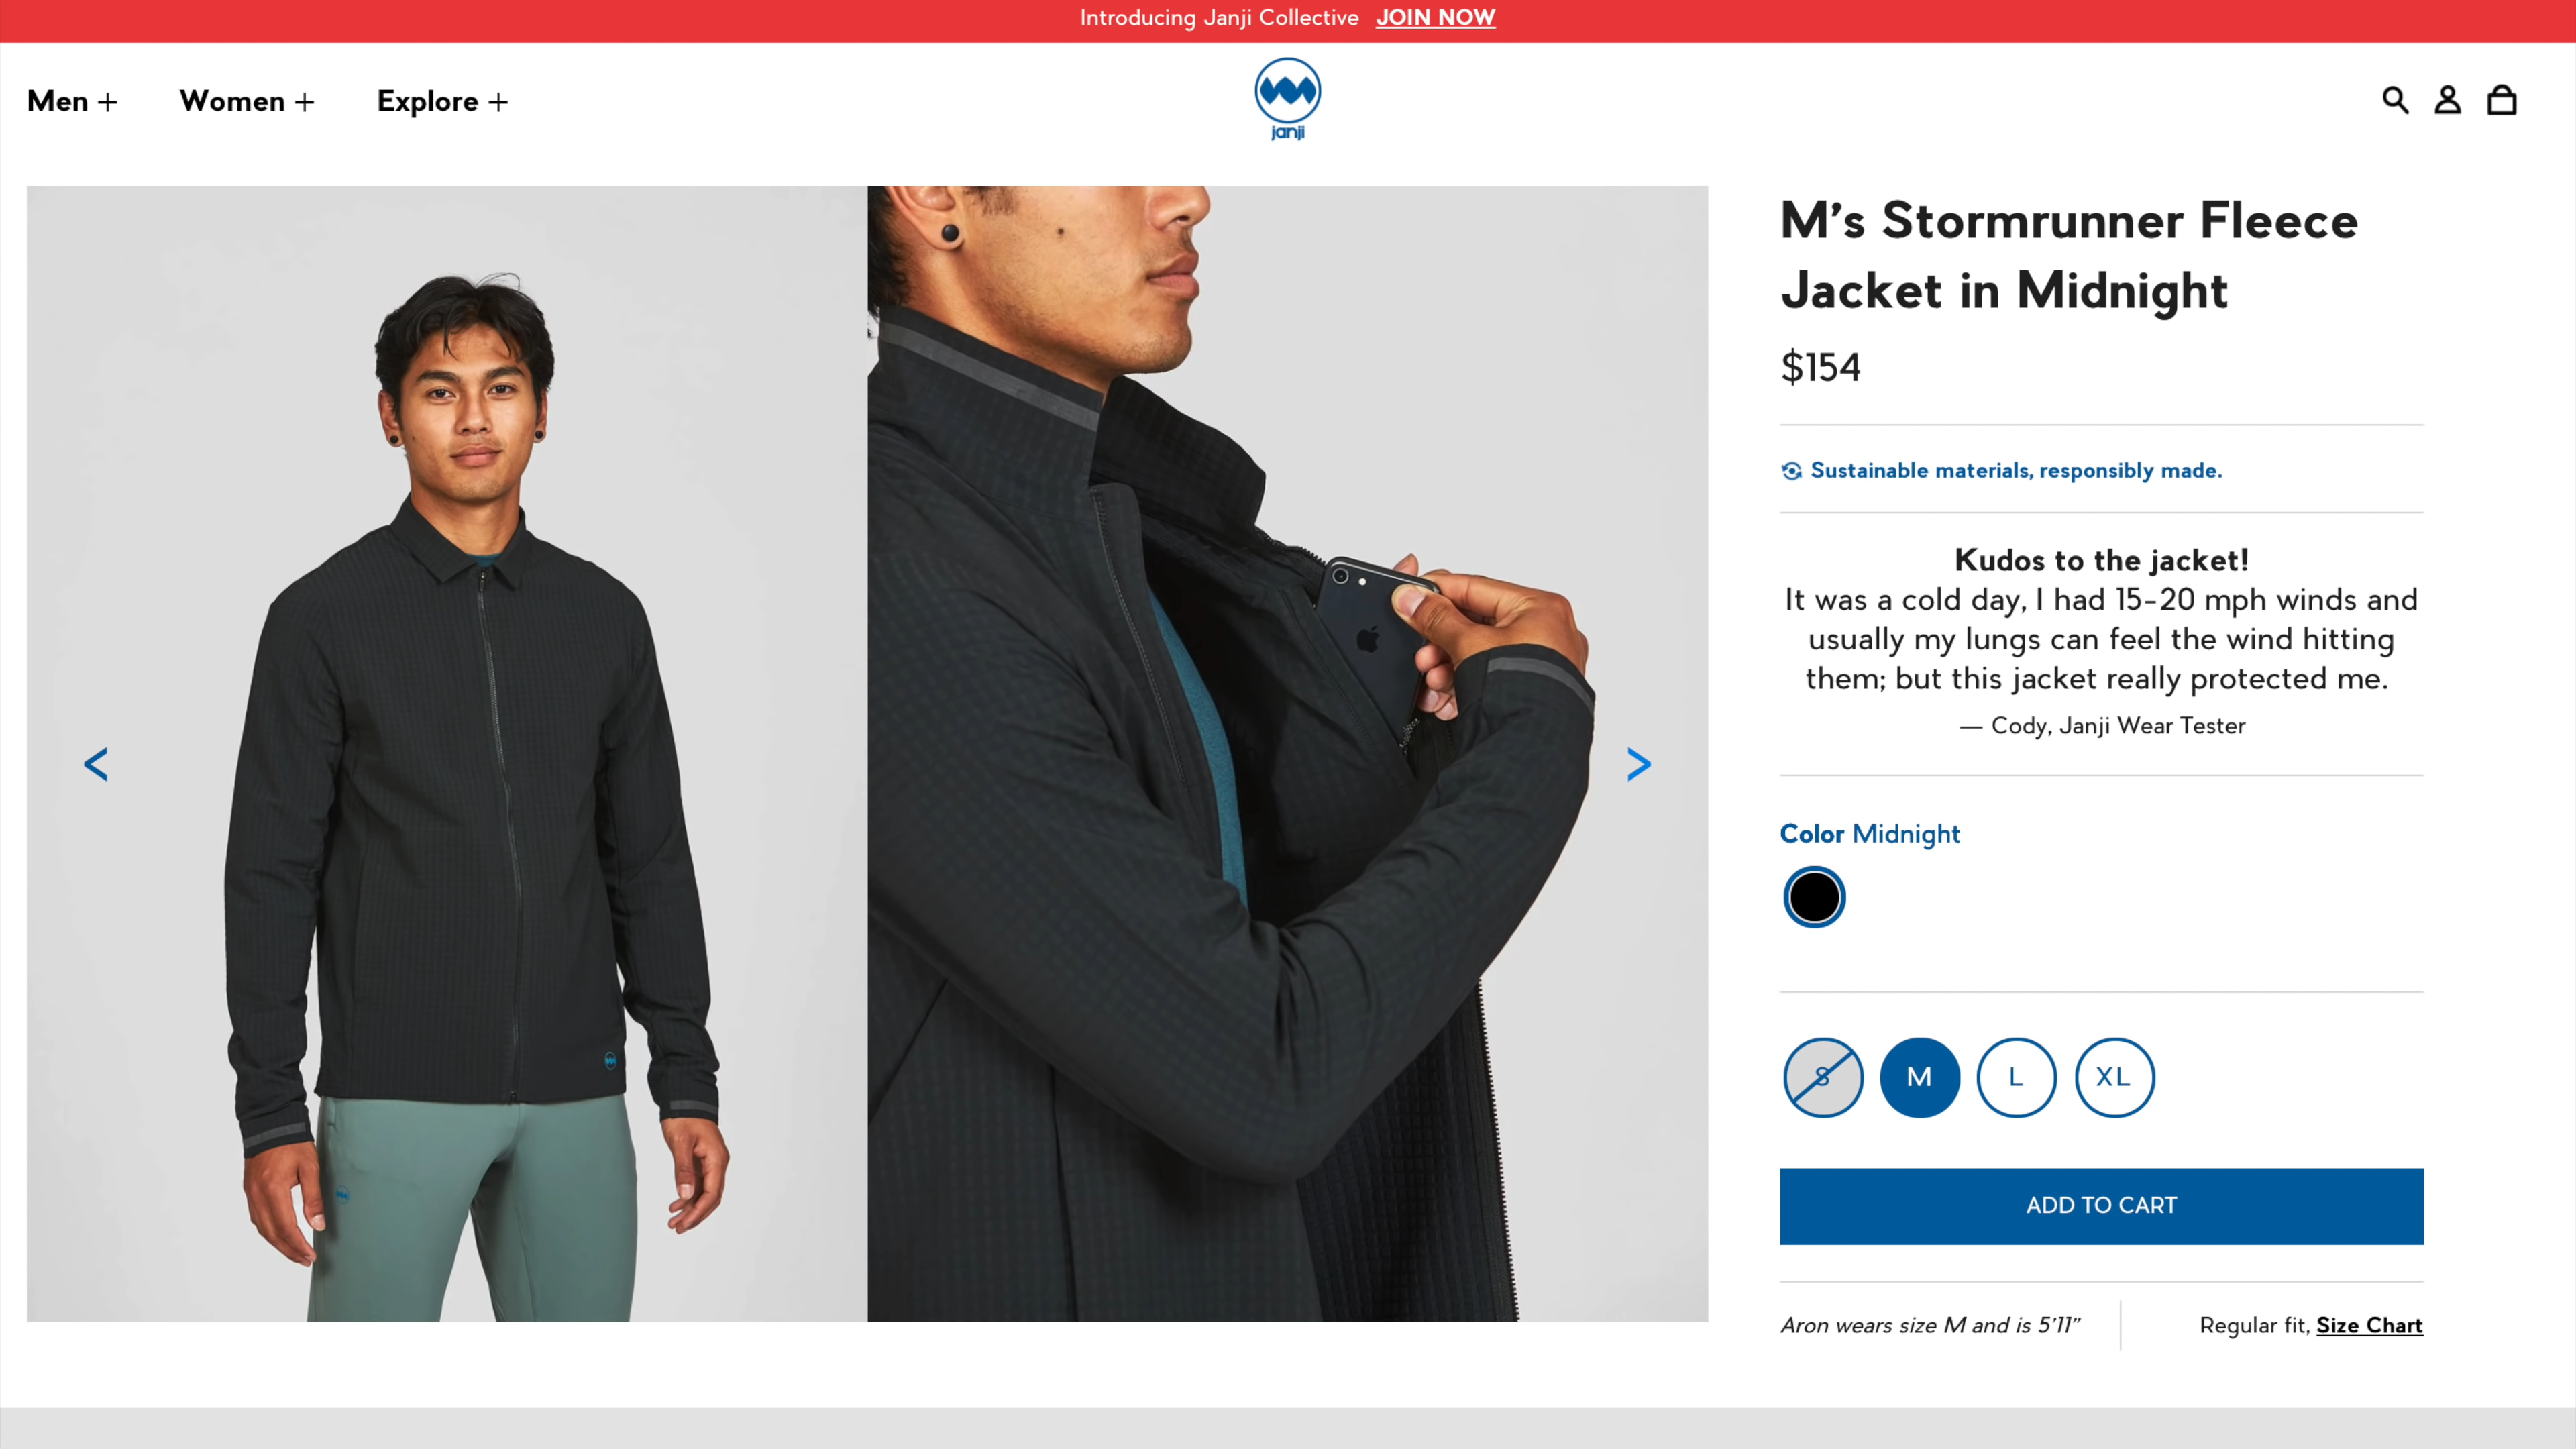 Introducing Janji Collective JOIN NOW
Men +
Women +
Explore +
janji
M's Stormrunner Fleece
Jacket in Midnight
$154
Sustainable materials, responsibly made.
Kudos to the jacket!
It was a cold day, I had 15-20 mph winds and
usually my lungs can feel the wind hitting
them; but this jacket really protected me.
— Cody, Janji Wear Tester
Color Midnight
S M L XL
ADD TO CART
Aron wears size M and is 5'11"
Regular fit, Size Chart